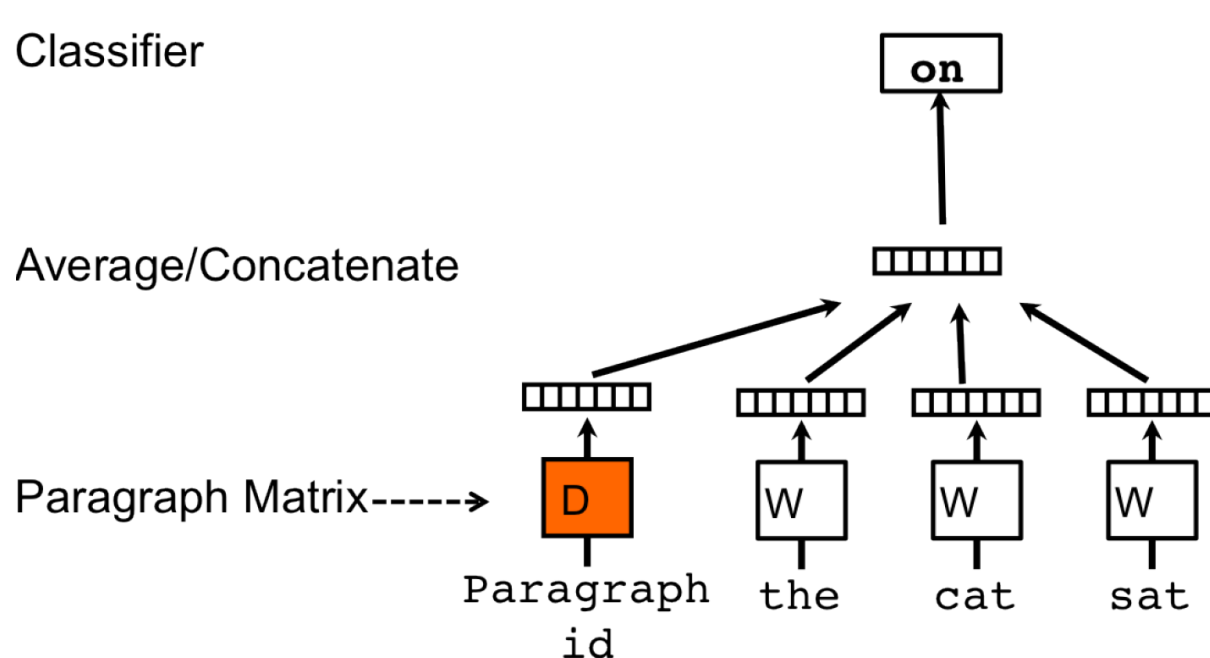 Classifier
on
Average/Concatenate
Paragraph Matrix
D
W
W
W
Paragraph
id
the
cat
sat